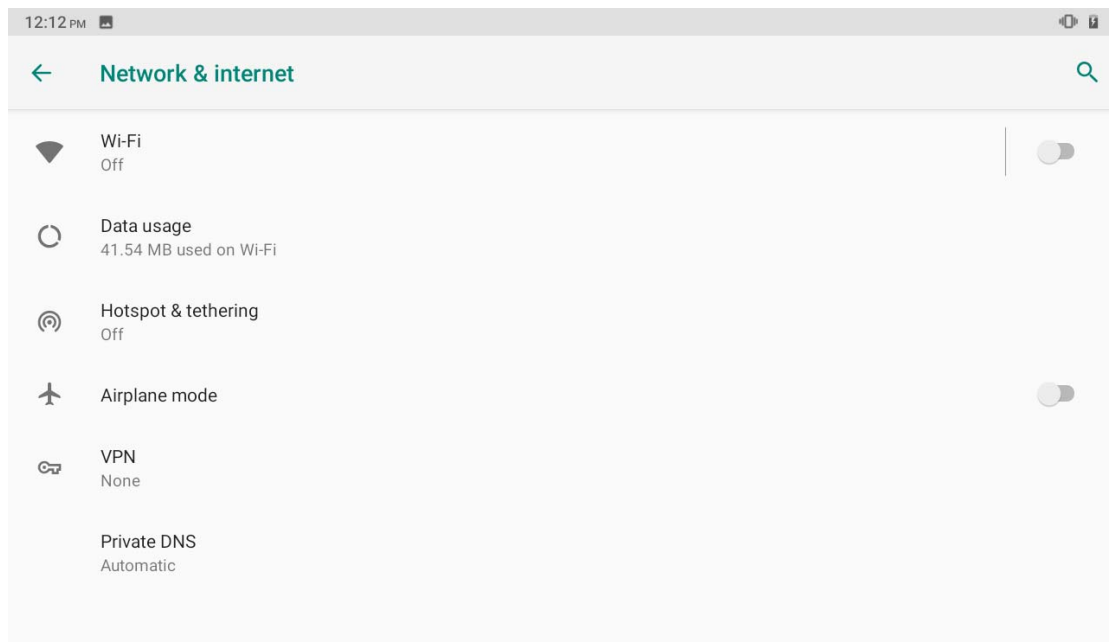 12:12 PM
Network & internet
Wi-Fi
Off
Data usage
41.54 MB used on Wi-Fi
Hotspot & tethering
Off
Airplane mode
VPN
None
Private DNS
Automatic